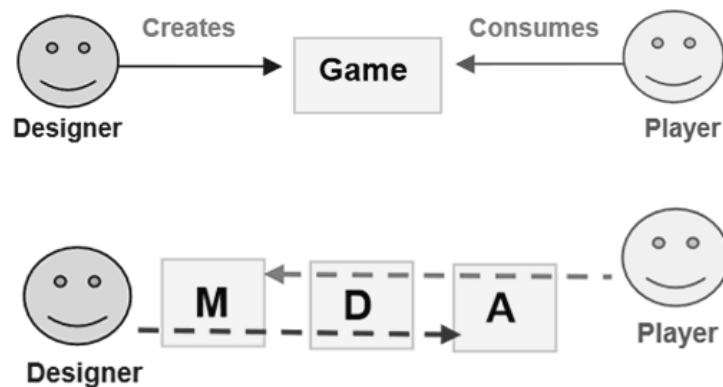 Creates
Consumes
Game
Designer
Player
M
D
A
Designer
Player